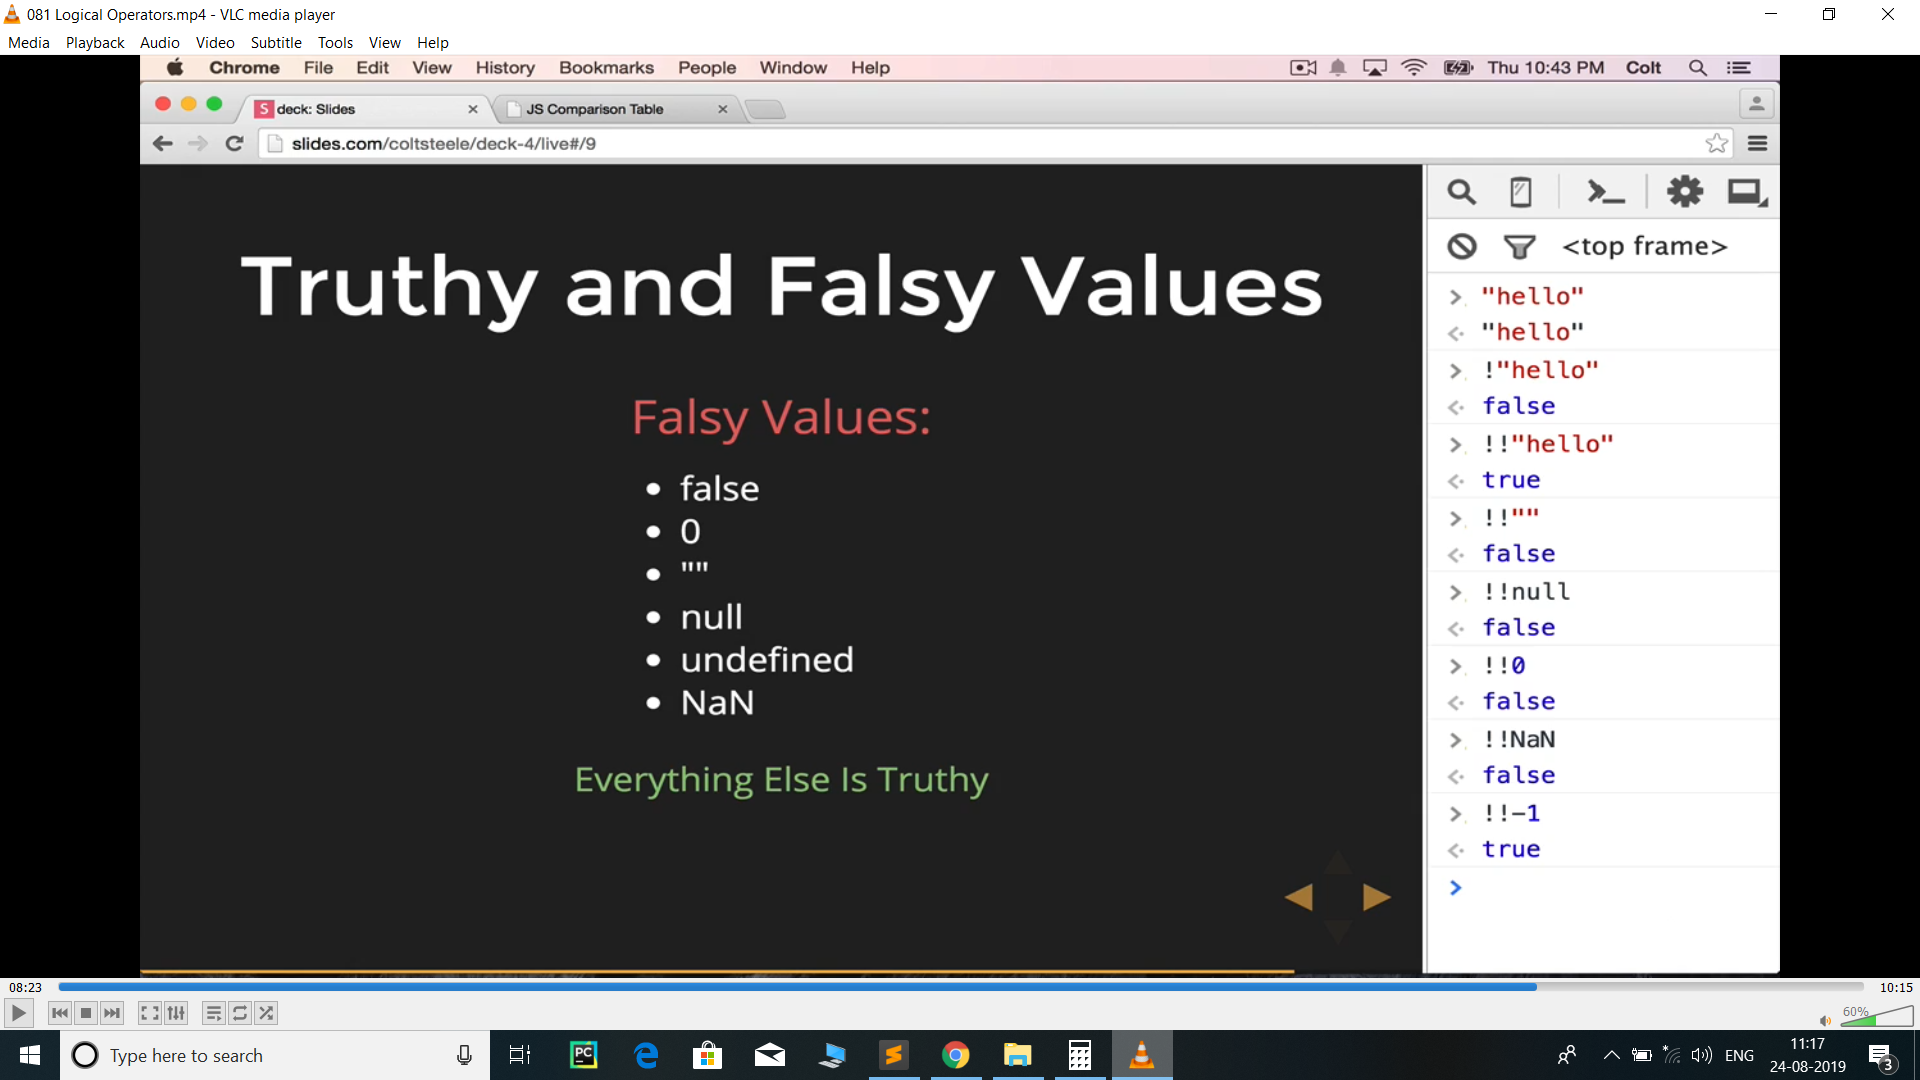 081 Logical Operators.mp4 - VLC media player
Media Playback Audio Video Subtitle Tools View Help
Chrome File Edit View History Bookmarks People Window Help Thu 10:43 PM Colt
S deck: Slides JS Comparison Table
slides.com/coltsteele/deck-4/live#/9
<top frame>
Truthy and Falsy Values
Falsy Values:
• false
• 0
• ""
• null
• undefined
• NaN
Everything Else Is Truthy
> "hello"
"hello"
> !"hello"
false
> !!"hello"
true
> !!""
false
> !!null
false
> !!0
false
> !!NaN
false
> !!-1
true
>
08:23 10:15
60%
Type here to search
PC
ENG
11:17
24-08-2019
3